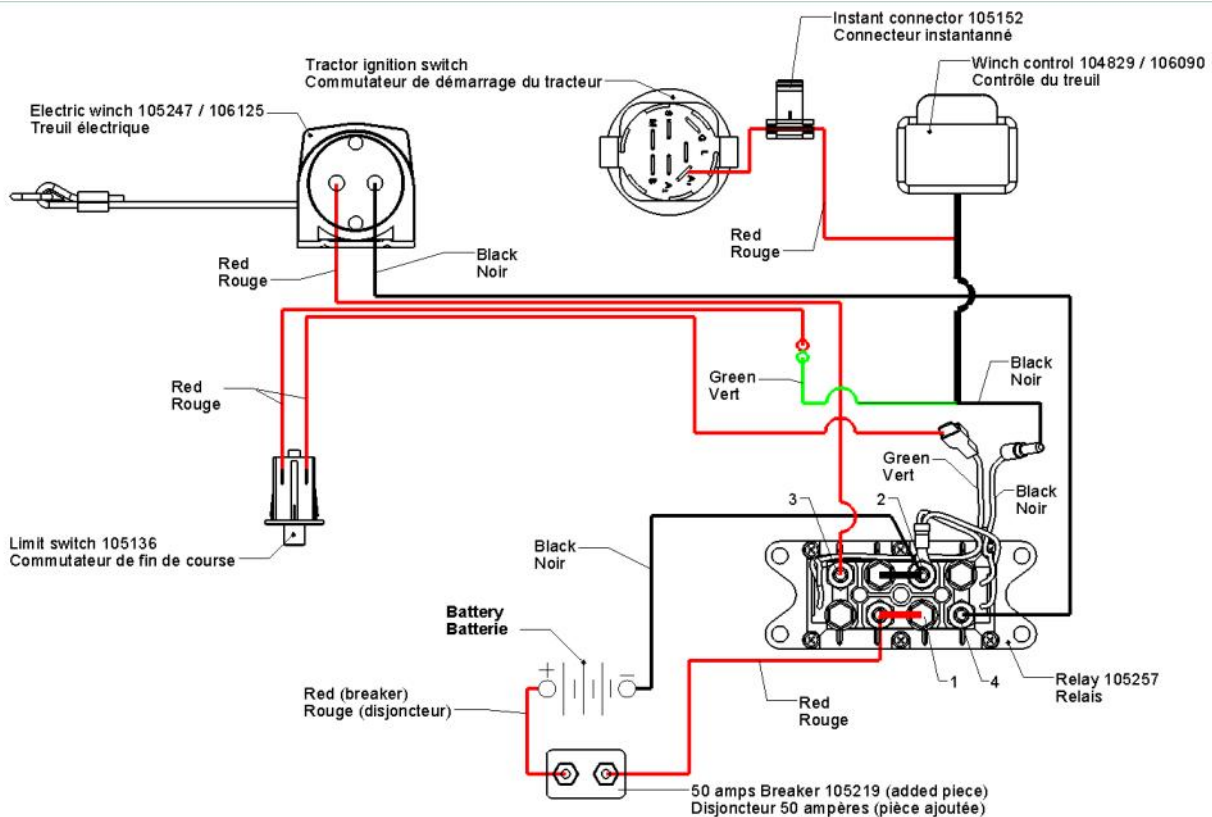 Instant connector 105152
Connecteur instantanné
Tractor ignition switch
Commutateur de démarrage du tracteur
Winch control 104829 / 106090
Contrôle du treuil
Electric winch 105247 / 106125
Treuil électrique
Red
Rouge
Black
Noir
Red
Rouge
Red
Rouge
Green
Vert
Black
Noir
Green
Vert
Black
Noir
3
2
Limit switch 105136
Commutateur de fin de course
Black
Noir
Battery
Batterie
+
−
1
4
Relay 105257
Relais
Red (breaker)
Rouge (disjoncteur)
Red
Rouge
50 amps Breaker 105219 (added piece)
Disjoncteur 50 ampères (pièce ajoutée)